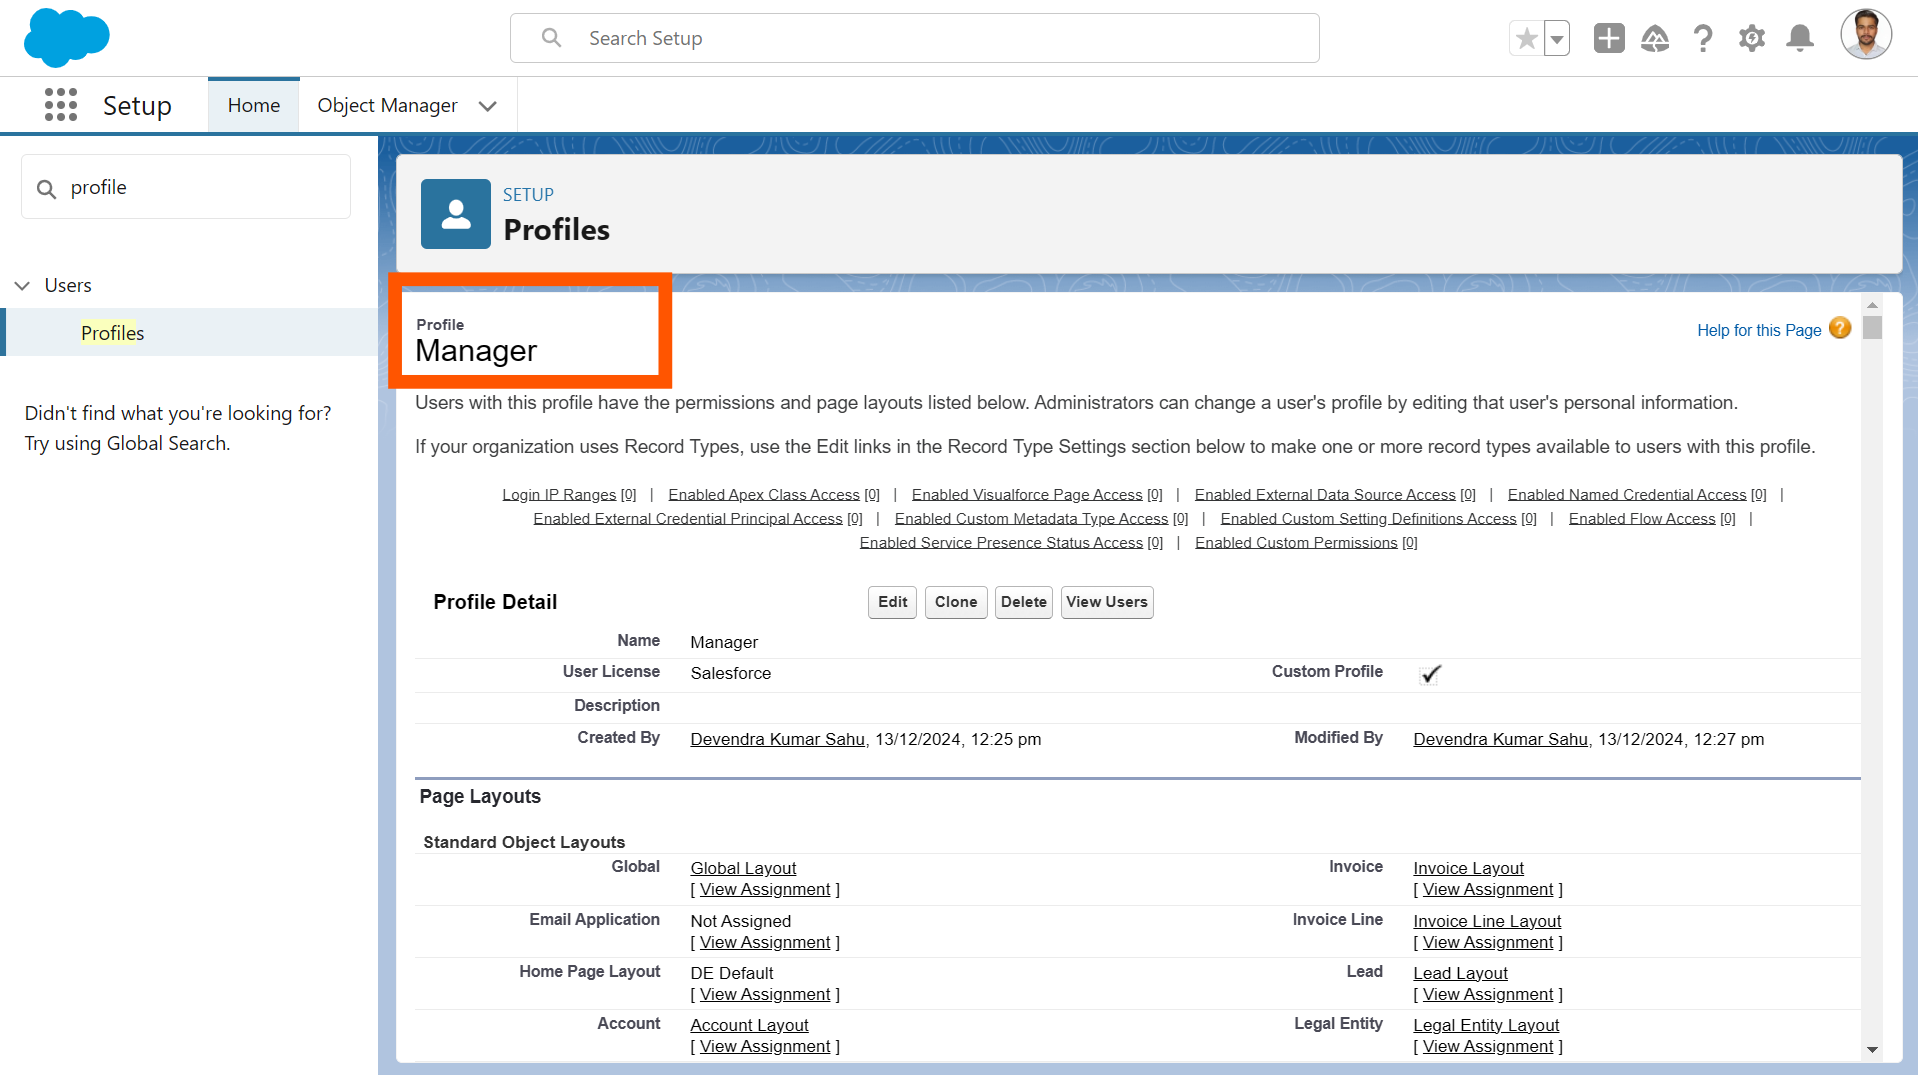 Search Setup
Setup
Home
Object Manager
profile
Users
Profiles
Didn't find what you're looking for?
Try using Global Search.
SETUP
Profiles
Profile
Manager
Help for this Page
Users with this profile have the permissions and page layouts listed below. Administrators can change a user's profile by editing that user's personal information.
If your organization uses Record Types, use the Edit links in the Record Type Settings section below to make one or more record types available to users with this profile.
Login IP Ranges [0] | Enabled Apex Class Access [0] | Enabled Visualforce Page Access [0] | Enabled External Data Source Access [0] | Enabled Named Credential Access [0] |
Enabled External Credential Principal Access [0] | Enabled Custom Metadata Type Access [0] | Enabled Custom Setting Definitions Access [0] | Enabled Flow Access [0] |
Enabled Service Presence Status Access [0] | Enabled Custom Permissions [0]
Profile Detail Edit Clone Delete View Users
Name Manager
User License Salesforce Custom Profile
Description
Created By Devendra Kumar Sahu, 13/12/2024, 12:25 pm Modified By Devendra Kumar Sahu, 13/12/2024, 12:27 pm
Page Layouts
Standard Object Layouts
Global Global Layout Invoice Invoice Layout
[ View Assignment ] [ View Assignment ]
Email Application Not Assigned Invoice Line Invoice Line Layout
[ View Assignment ] [ View Assignment ]
Home Page Layout DE Default Lead Lead Layout
[ View Assignment ] [ View Assignment ]
Account Account Layout Legal Entity Legal Entity Layout
[ View Assignment ] [ View Assignment ]